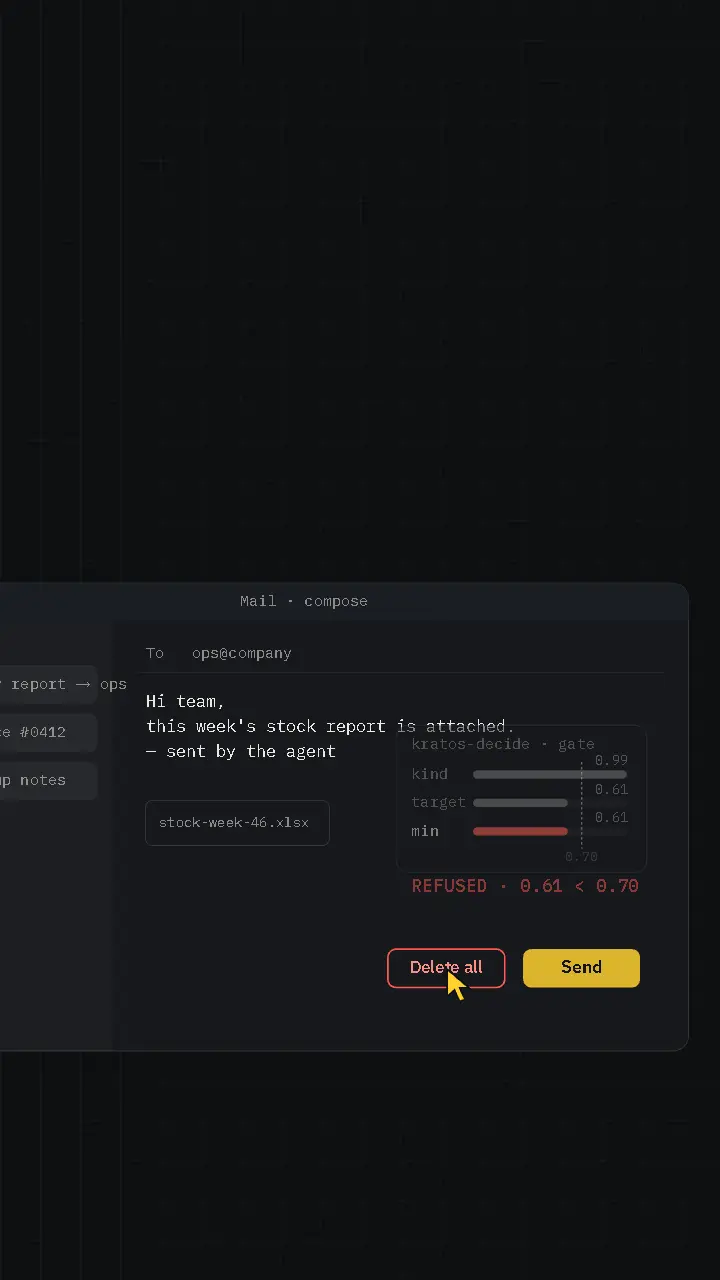 Mail · compose
To ops@company
report → ops
#0412
notes
Hi team,
this week's stock report is attached.
— sent by the agent
stock-week-46.xlsx
kratos-decide · gate
kind 0.99
target 0.61
min 0.61
0.70
REFUSED · 0.61 < 0.70
Delete all
Send